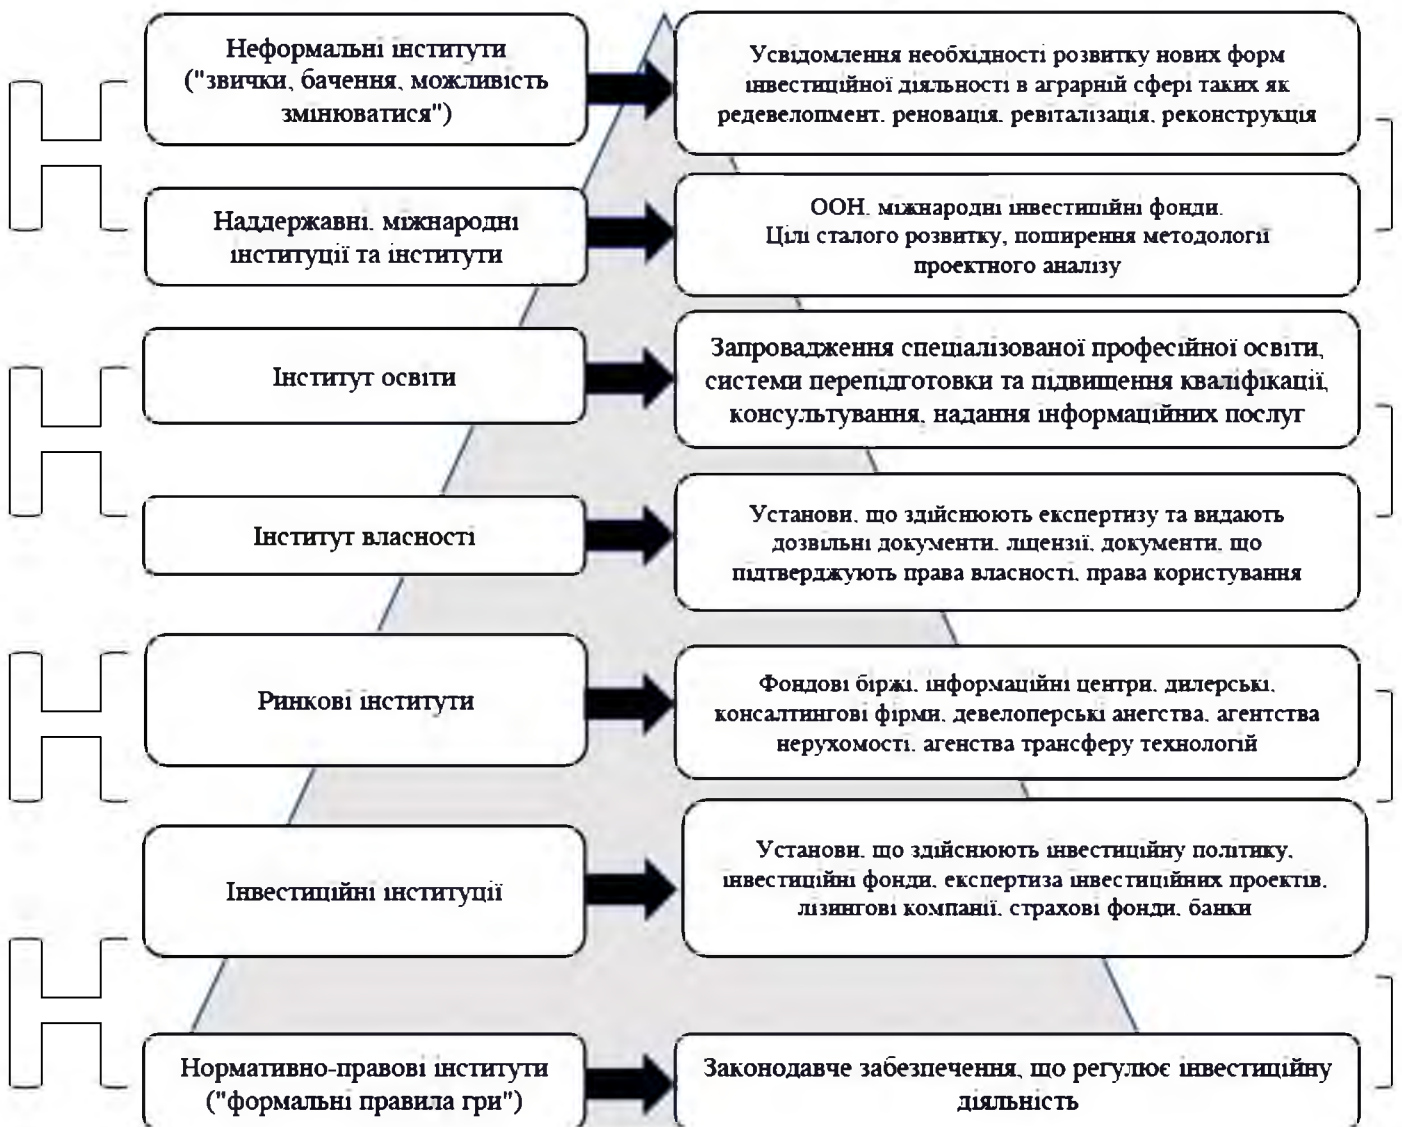 Неформальні інститути
("звички, бачення, можливість
змінюватися")
Усвідомлення необхідності розвитку нових форм
інвестиційної діяльності в аграрній сфері таких як
редевелопмент, реновація, ревіталізація, реконструкція
Наддержавні, міжнародні
інституції та інститути
ООН, міжнародні інвестиційні фонди.
Цілі сталого розвитку, поширення методології
проектного аналізу
Інститут освіти
Запровадження спеціалізованої професійної освіти,
системи перепідготовки та підвищення кваліфікації,
консультування, надання інформаційних послуг
Інститут власності
Установи, що здійснюють експертизу та видають
дозвільні документи, ліцензії, документи, що
підтверджують права власності, права користування
Ринкові інститути
Фондові біржі, інформаційні центри, дилерські,
консалтингові фірми, девелоперські анегства, агентства
нерухомості, агенства трансферу технологій
Інвестиційні інституції
Установи, що здійснюють інвестиційну політику,
інвестиційні фонди, експертиза інвестиційних проектів,
лізингові компанії, страхові фонди, банки
Нормативно-правові інститути
("формальні правила гри")
Законодавче забезпечення, що регулює інвестиційну
діяльність